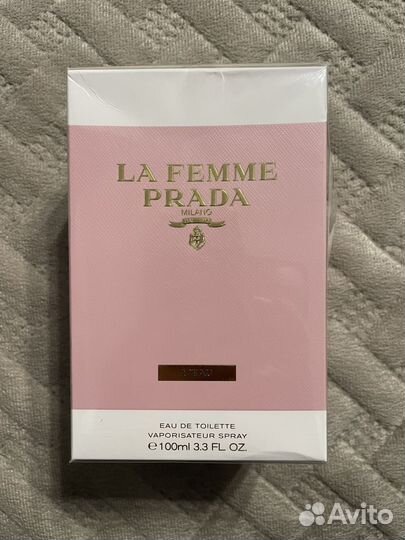 LA FEMME
PRADA
MILANO
EAU DE TOILETTE
VAPORISATEUR SPRAY
℮100ml 3.3 FL. OZ.
Avito